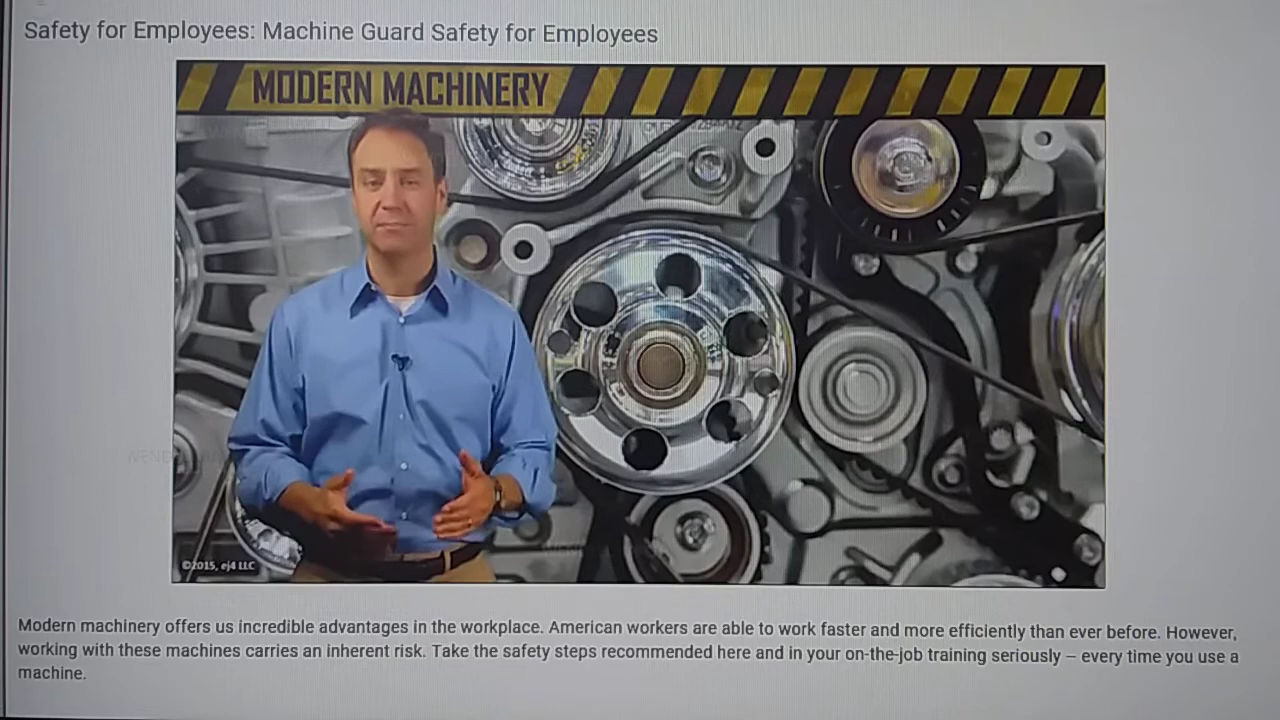 Safety for Employees: Machine Guard Safety for Employees
MODERN MACHINERY
©2015, ej4 LLC
Modern machinery offers us incredible advantages in the workplace. American workers are able to work faster and more efficiently than ever before. However,
working with these machines carries an inherent risk. Take the safety steps recommended here and in your on-the-job training seriously – every time you use a
machine.